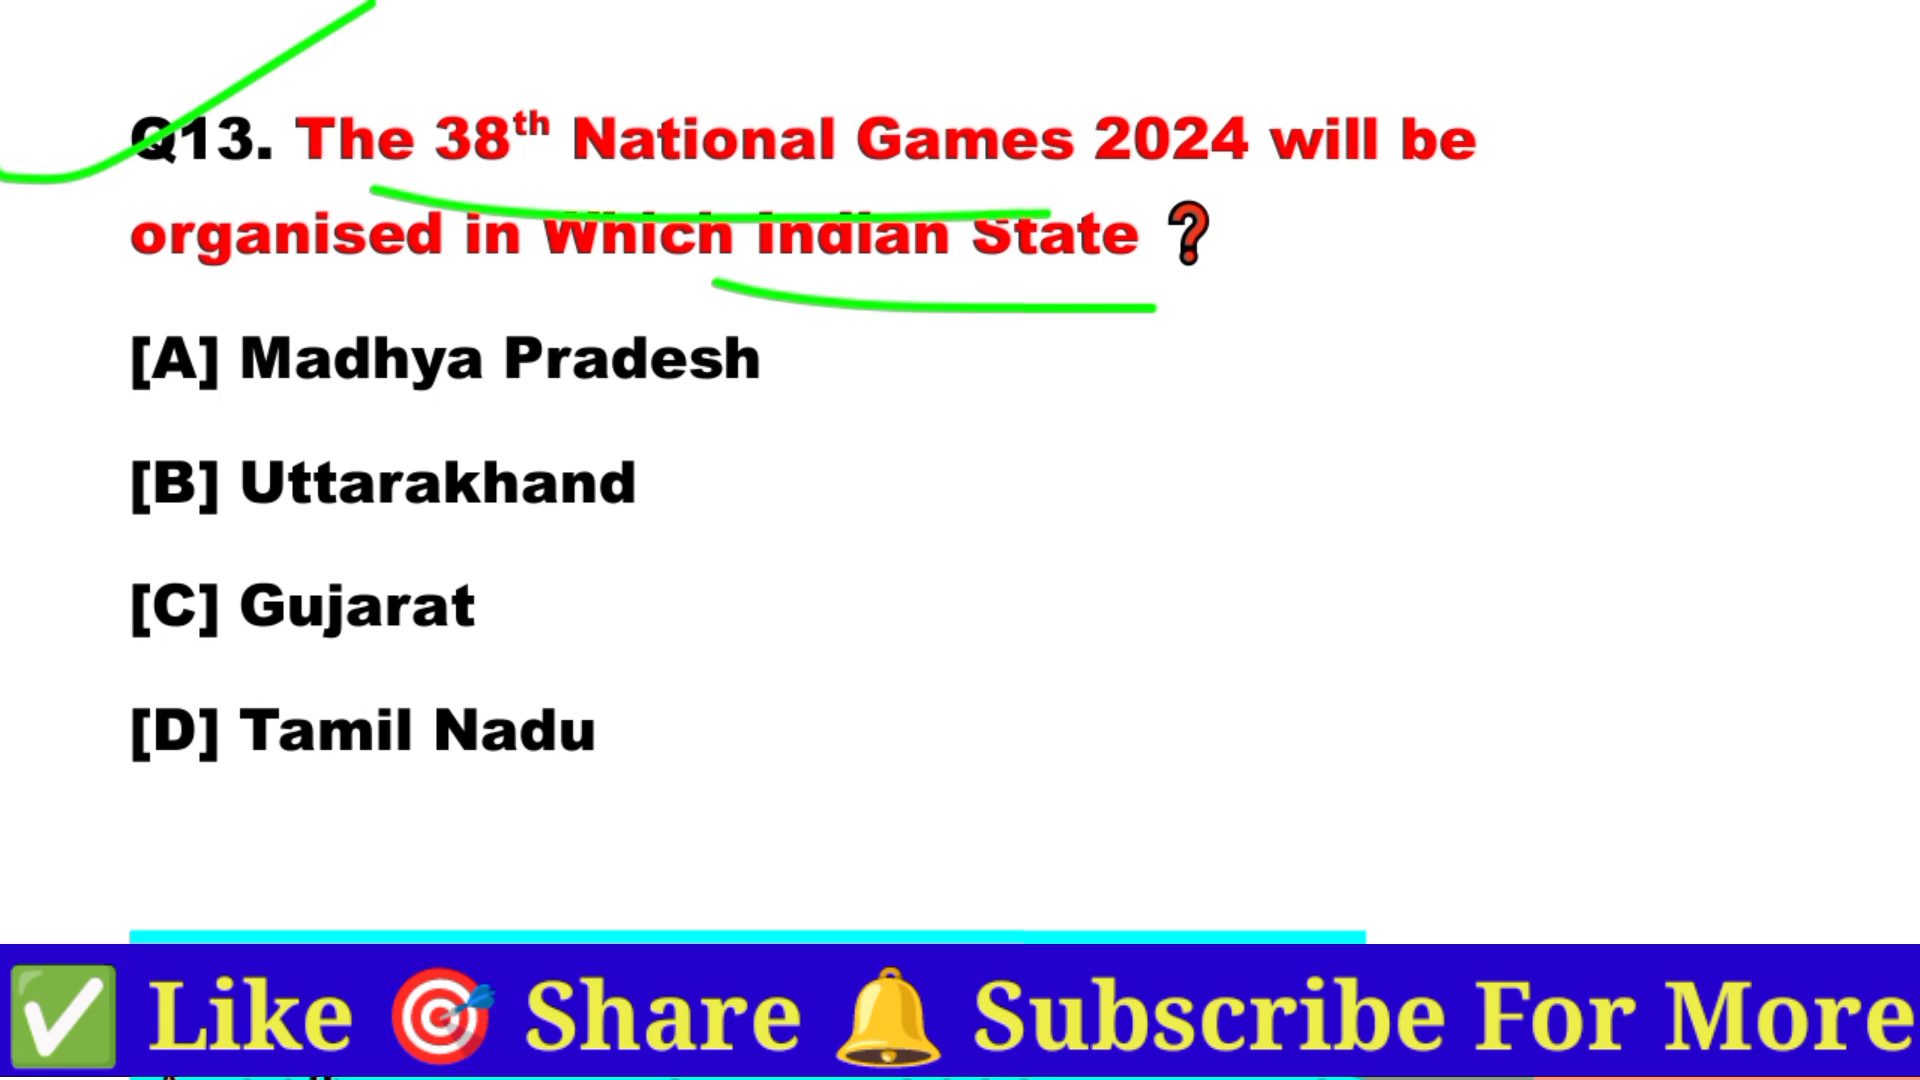 Q13. The 38th National Games 2024 will be
organised in Which Indian State ❓
[A] Madhya Pradesh
[B] Uttarakhand
[C] Gujarat
[D] Tamil Nadu
✅ Like 🎯 Share 🔔 Subscribe For More